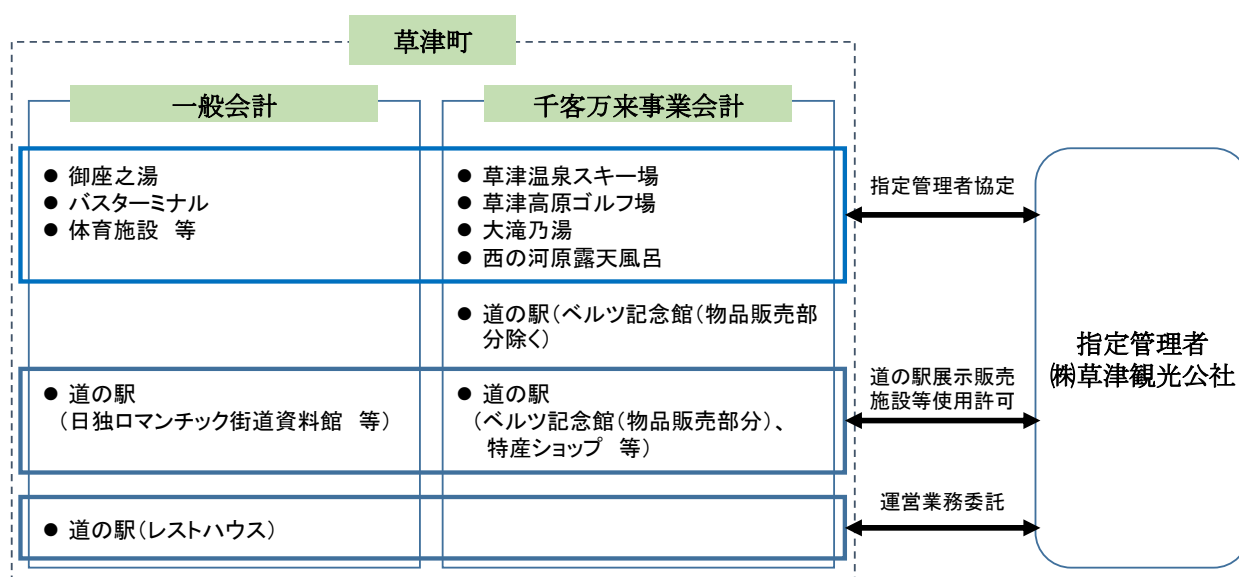 草津町
一般会計
千客万来事業会計
● 御座之湯
● バスターミナル
● 体育施設　等
● 草津温泉スキー場
● 草津高原ゴルフ場
● 大滝乃湯
● 西の河原露天風呂
指定管理者協定
● 道の駅（ベルツ記念館（物品販売部
分除く）
● 道の駅
（日独ロマンチック街道資料館　等）
● 道の駅
（ベルツ記念館（物品販売部分）、
特産ショップ　等）
道の駅展示販売
施設等使用許可
● 道の駅（レストハウス）
運営業務委託
指定管理者
㈱草津観光公社